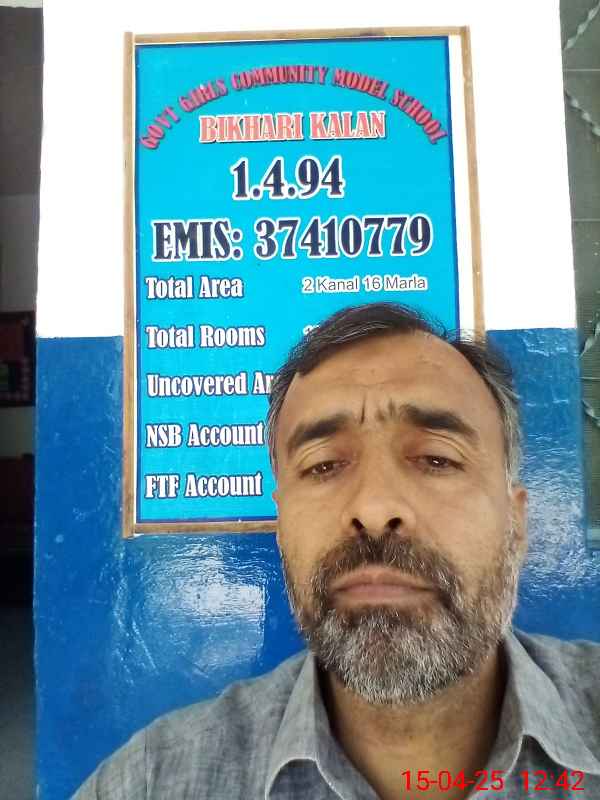 GOVT GIRLS COMMUNITY MODEL SCHOOL
BIKHARI KALAN
1.4.94
EMIS: 37410779
Total Area 2 Kanal 16 Marla
Total Rooms
Uncovered
NSB Account
FTF Account
15-04-25 12:42